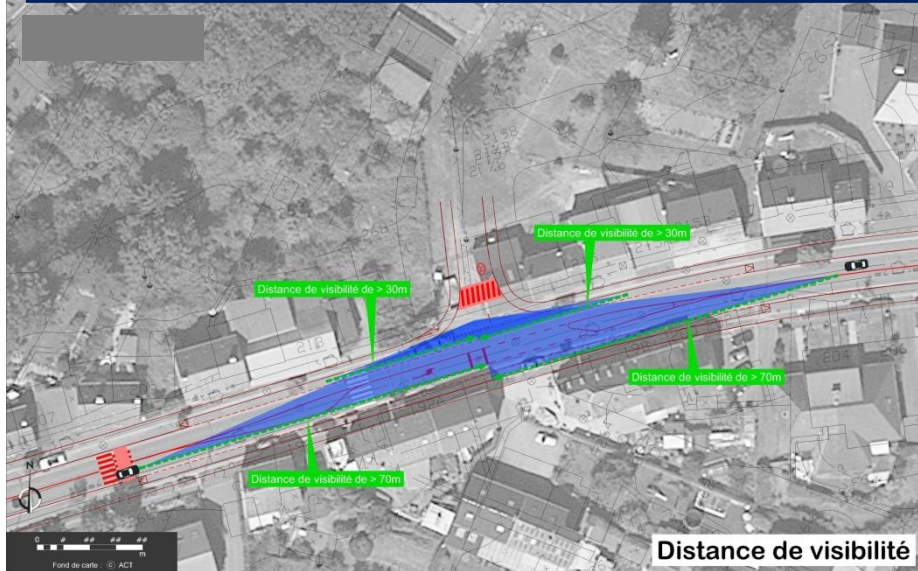 Distance de visibilité de > 30m
Distance de visibilité de > 30m
Distance de visibilité de > 70m
Distance de visibilité de > 70m
N
0 # ## ## ##
m
Fond de carte : © ACT
Distance de visibilité